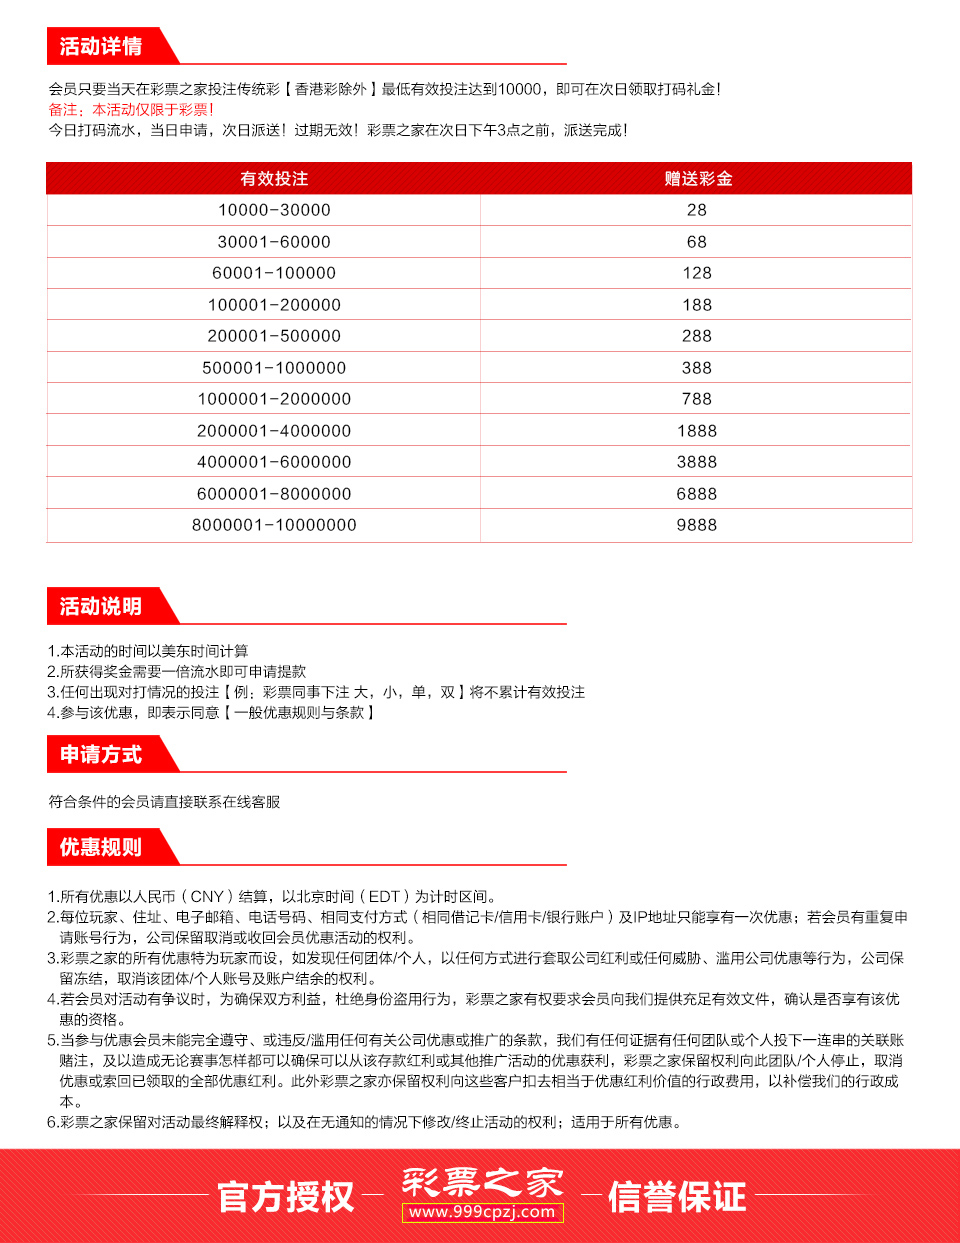 活动详情
会员只要当天在彩票之家投注传统彩【香港彩除外】最低有效投注达到10000，即可在次日领取打码礼金！
备注：本活动仅限于彩票！
今日打码流水，当日申请，次日派送！过期无效！彩票之家在次日下午3点之前，派送完成！
有效投注 赠送彩金
10000-30000 28
30001-60000 68
60001-100000 128
100001-200000 188
200001-500000 288
500001-1000000 388
1000001-2000000 788
2000001-4000000 1888
4000001-6000000 3888
6000001-8000000 6888
8000001-10000000 9888
活动说明
1.本活动的时间以美东时间计算
2.所获得奖金需要一倍流水即可申请提款
3.任何出现对打情况的投注【例；彩票同事下注 大，小，单，双】将不累计有效投注
4.参与该优惠，即表示同意【一般优惠规则与条款】
申请方式
符合条件的会员请直接联系在线客服
优惠规则
1.所有优惠以人民币（CNY）结算，以北京时间（EDT）为计时区间。
2.每位玩家、住址、电子邮箱、电话号码、相同支付方式（相同借记卡/信用卡/银行账户）及IP地址只能享有一次优惠；若会员有重复申
请账号行为，公司保留取消或收回会员优惠活动的权利。
3.彩票之家的所有优惠特为玩家而设，如发现任何团体/个人，以任何方式进行套取公司红利或任何威胁、滥用公司优惠等行为，公司保
留冻结，取消该团体/个人账号及账户结余的权利。
4.若会员对活动有争议时，为确保双方利益，杜绝身份盗用行为，彩票之家有权要求会员向我们提供充足有效文件，确认是否享有该优
惠的资格。
5.当参与优惠会员未能完全遵守、或违反/滥用任何有关公司优惠或推广的条款，我们有任何证据有任何团队或个人投下一连串的关联账
赌注，及以造成无论赛事怎样都可以确保可以从该存款红利或其他推广活动的优惠获利，彩票之家保留权利向此团队/个人停止，取消
优惠或索回已领取的全部优惠红利。此外彩票之家亦保留权利向这些客户扣去相当于优惠红利价值的行政费用，以补偿我们的行政成
本。
6.彩票之家保留对活动最终解释权；以及在无通知的情况下修改/终止活动的权利；适用于所有优惠。
官方授权 彩票之家 信誉保证
www.999cpzj.com